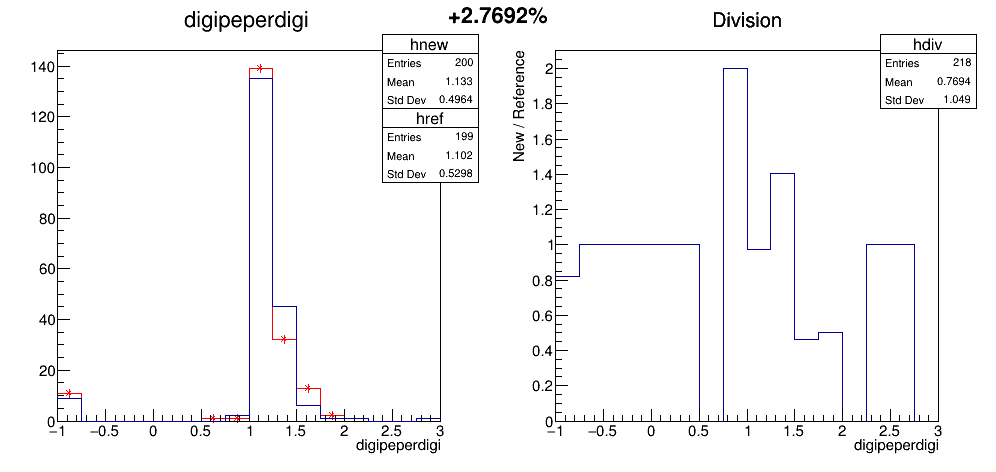 digipeperdigi
+2.7692%
Division
hnew
Entries 200
Mean 1.133
Std Dev 0.4964
href
Entries 199
Mean 1.102
Std Dev 0.5298
140
120
100
80
60
40
20
0
−1 −0.5 0 0.5 1 1.5 2 2.5 3
digipeperdigi
hdiv
Entries 218
Mean 0.7694
Std Dev 1.049
New / Reference
2
1.8
1.6
1.4
1.2
1
0.8
0.6
0.4
0.2
0
−1 −0.5 0 0.5 1 1.5 2 2.5 3
digipeperdigi